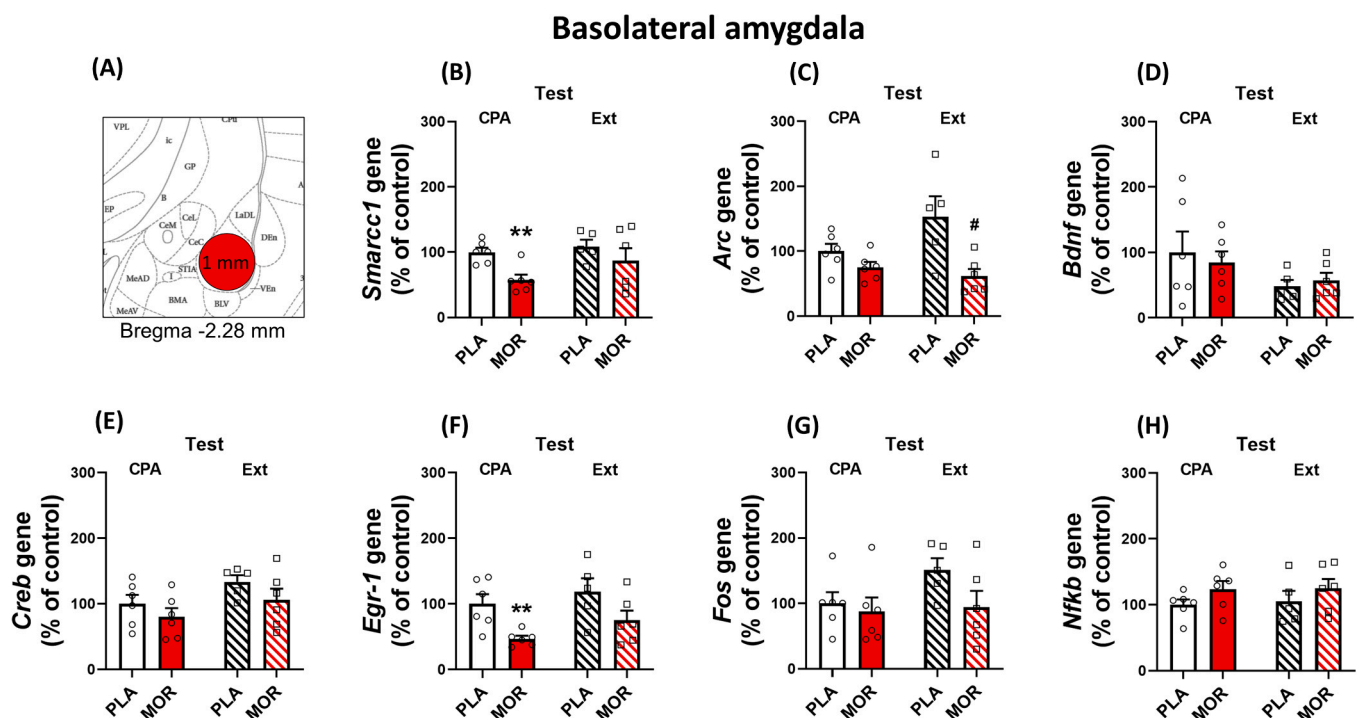 Basolateral amygdala
(A)
VPL
ic
CPu
GP
B
EP
CeM
CeL
LaDL
CeC
DEn
1 mm
MeAD
I
STIA
BMA
BLV
VEn
MeAV
Bregma -2.28 mm
(B)
Test
CPA Ext
Smarcc1 gene
(% of control)
300
200
100
0
**
PLA MOR PLA MOR
(C)
Test
CPA Ext
Arc gene
(% of control)
300
200
100
0
#
PLA MOR PLA MOR
(D)
Test
CPA Ext
Bdnf gene
(% of control)
300
200
100
0
PLA MOR PLA MOR
(E)
Test
CPA Ext
Creb gene
(% of control)
300
200
100
0
PLA MOR PLA MOR
(F)
Test
CPA Ext
Egr-1 gene
(% of control)
300
200
100
0
**
PLA MOR PLA MOR
(G)
Test
CPA Ext
Fos gene
(% of control)
300
200
100
0
PLA MOR PLA MOR
(H)
Test
CPA Ext
Nfkb gene
(% of control)
300
200
100
0
PLA MOR PLA MOR